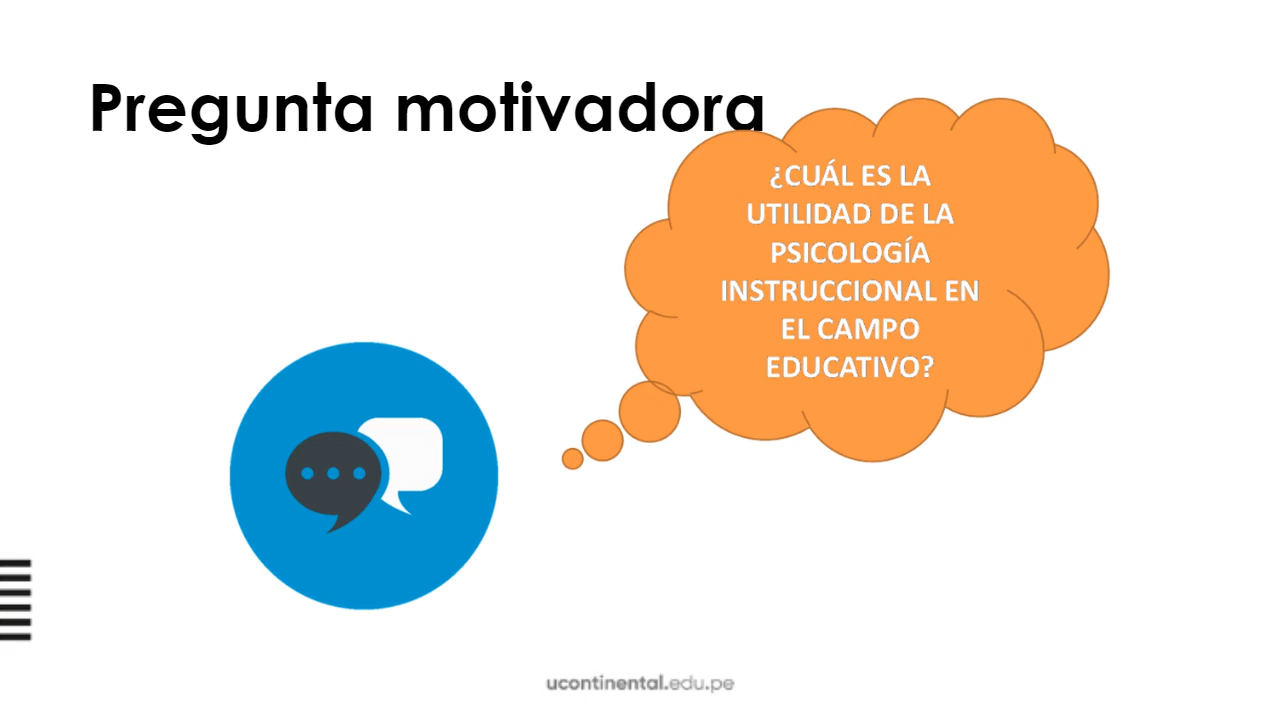 Pregunta motivadora
¿CUÁL ES LA
UTILIDAD DE LA
PSICOLOGÍA
INSTRUCCIONAL EN
EL CAMPO
EDUCATIVO?
ucontinental.edu.pe